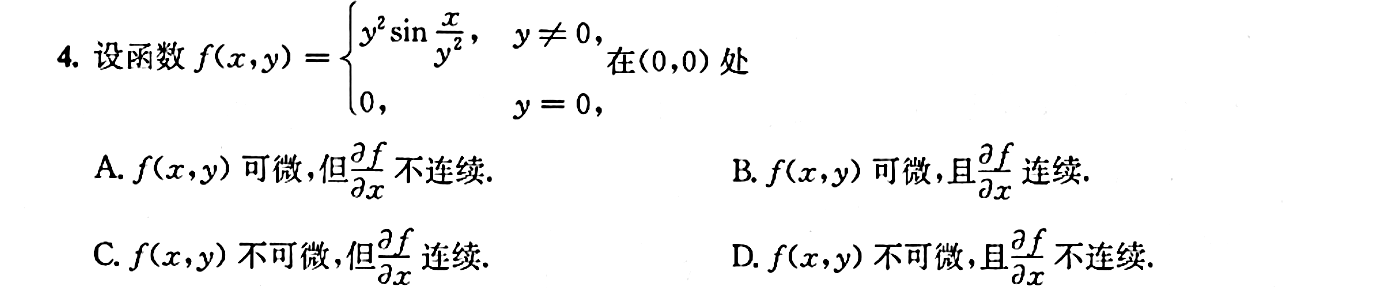 4. 设函数 f(x,y) = { y² sin x/y², y ≠ 0, 0, y = 0, 在(0,0) 处
A. f(x,y) 可微,但 ∂f/∂x 不连续. B. f(x,y) 可微,且 ∂f/∂x 连续.
C. f(x,y) 不可微,但 ∂f/∂x 连续. D. f(x,y) 不可微,且 ∂f/∂x 不连续.